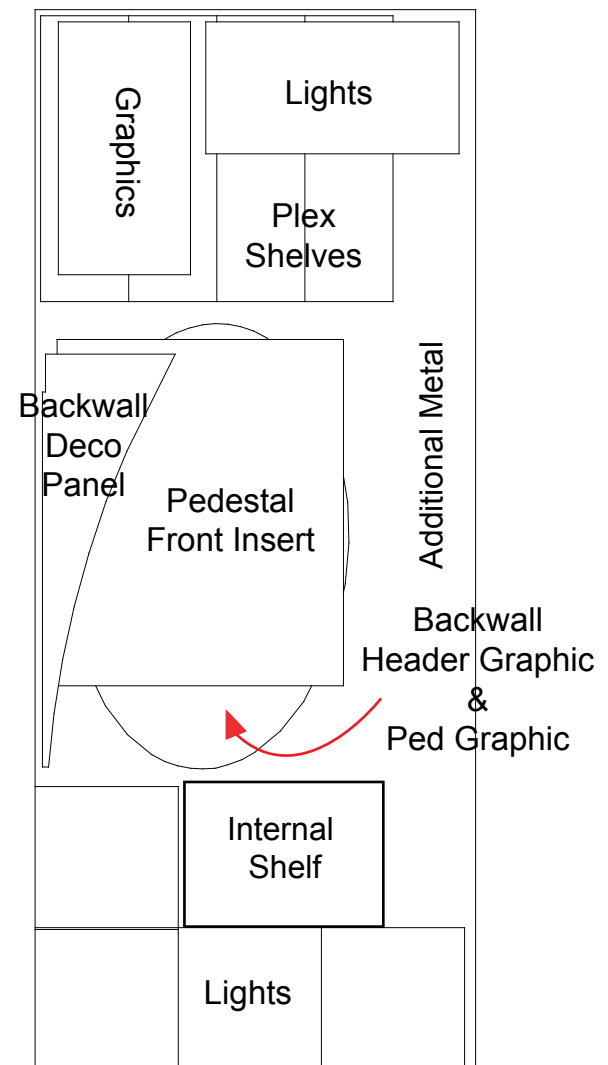 Graphics
Lights
Plex
Shelves
Additional Metal
Backwall
Deco
Panel
Pedestal
Front Insert
Backwall
Header Graphic
&
Ped Graphic
Internal
Shelf
Lights